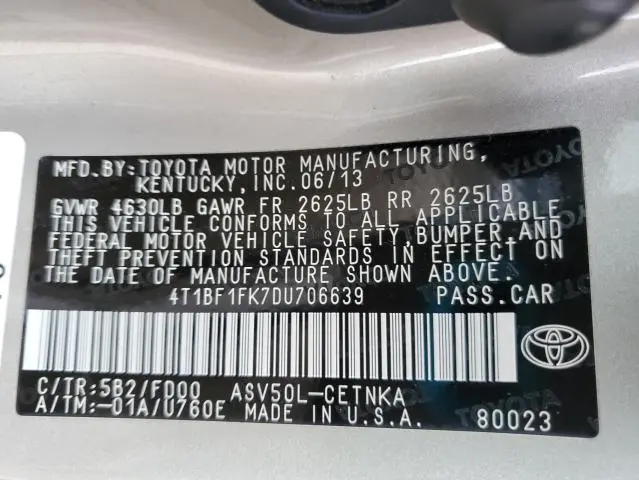 MFD.BY:TOYOTA MOTOR MANUFACTURING,
KENTUCKY,INC.06/13
GVWR 4630LB GAWR FR 2625LB RR 2625LB
THIS VEHICLE CONFORMS TO ALL APPLICABLE
FEDERAL MOTOR VEHICLE SAFETY,BUMPER,AND
THEFT PREVENTION STANDARDS IN EFFECT ON
THE DATE OF MANUFACTURE SHOWN ABOVE.
4T1BF1FK7DU706639 PASS.CAR
C/TR:5B2/FD00 ASV50L-CETNKA
A/TM:-01A/U760E MADE IN U.S.A. 80023
TOYOTA